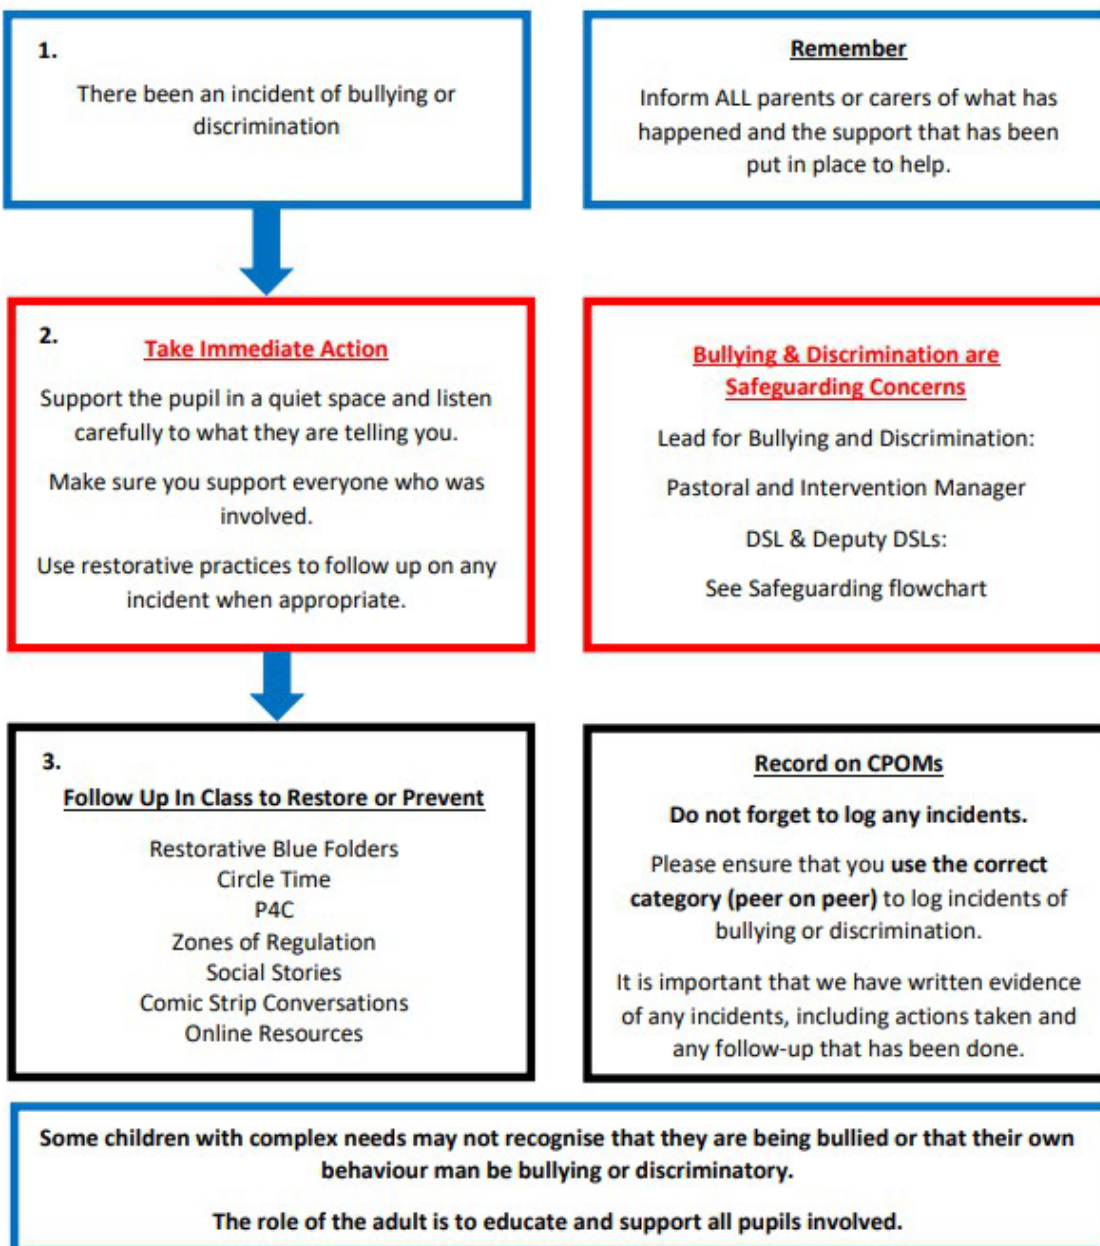 1.
There been an incident of bullying or
discrimination
Remember
Inform ALL parents or carers of what has
happened and the support that has been
put in place to help.
2.
Take Immediate Action
Support the pupil in a quiet space and listen
carefully to what they are telling you.
Make sure you support everyone who was
involved.
Use restorative practices to follow up on any
incident when appropriate.
Bullying & Discrimination are
Safeguarding Concerns
Lead for Bullying and Discrimination:
Pastoral and Intervention Manager
DSL & Deputy DSLs:
See Safeguarding flowchart
3.
Follow Up In Class to Restore or Prevent
Restorative Blue Folders
Circle Time
P4C
Zones of Regulation
Social Stories
Comic Strip Conversations
Online Resources
Record on CPOMs
Do not forget to log any incidents.
Please ensure that you use the correct
category (peer on peer) to log incidents of
bullying or discrimination.
It is important that we have written evidence
of any incidents, including actions taken and
any follow-up that has been done.
Some children with complex needs may not recognise that they are being bullied or that their own
behaviour man be bullying or discriminatory.
The role of the adult is to educate and support all pupils involved.